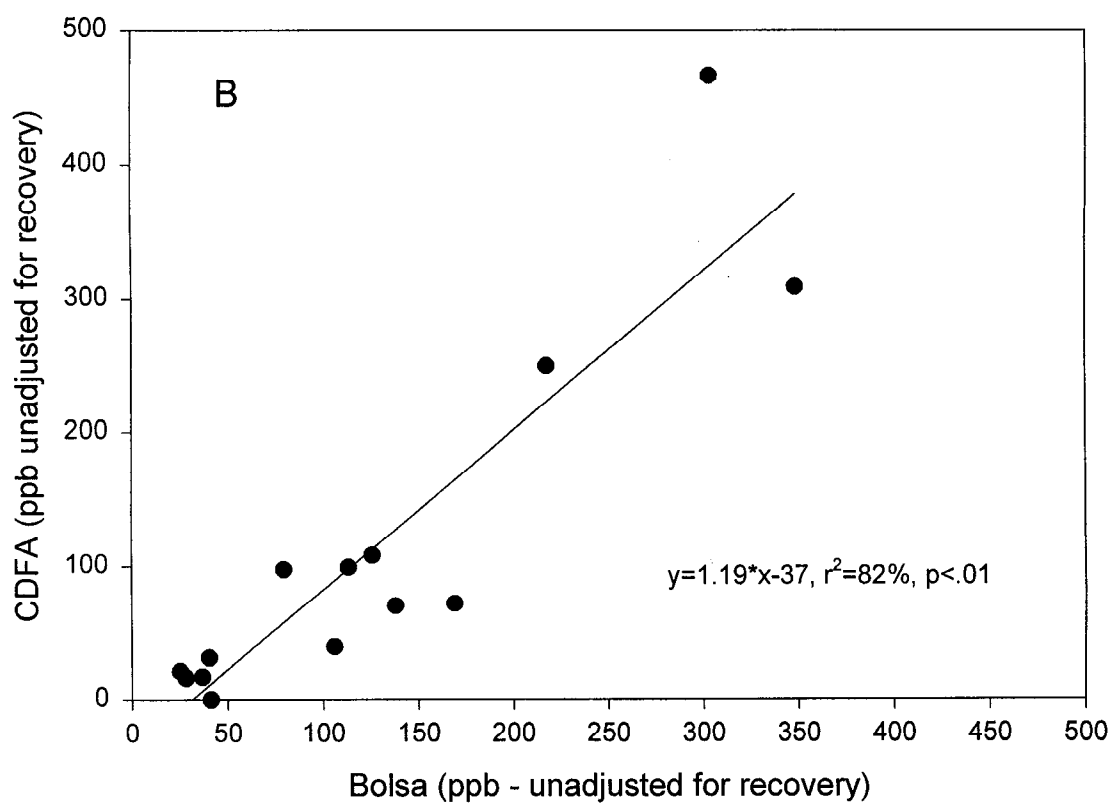 B
CDFA (ppb unadjusted for recovery)
500
400
300
200
100
0
y=1.19*x-37, r²=82%, p<.01
0 50 100 150 200 250 300 350 400 450 500
Bolsa (ppb - unadjusted for recovery)